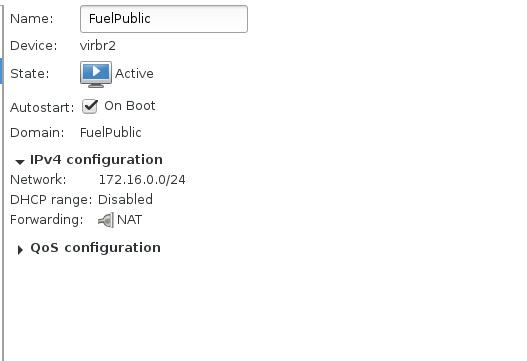 Name: FuelPublic
Device: virbr2
State: Active
Autostart: On Boot
Domain: FuelPublic
IPv4 configuration
Network: 172.16.0.0/24
DHCP range: Disabled
Forwarding: NAT
QoS configuration